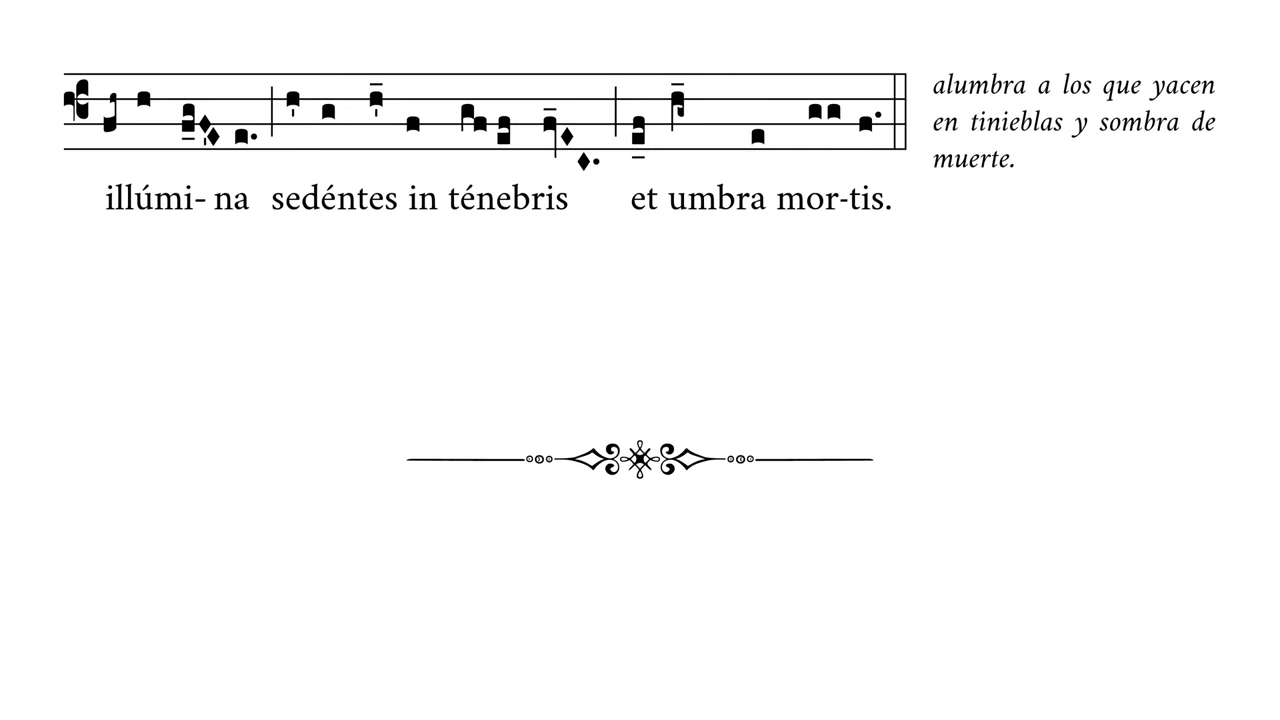 illúmi- na sedéntes in ténebris et umbra mor-tis.
alumbra a los que yacen
en tinieblas y sombra de
muerte.